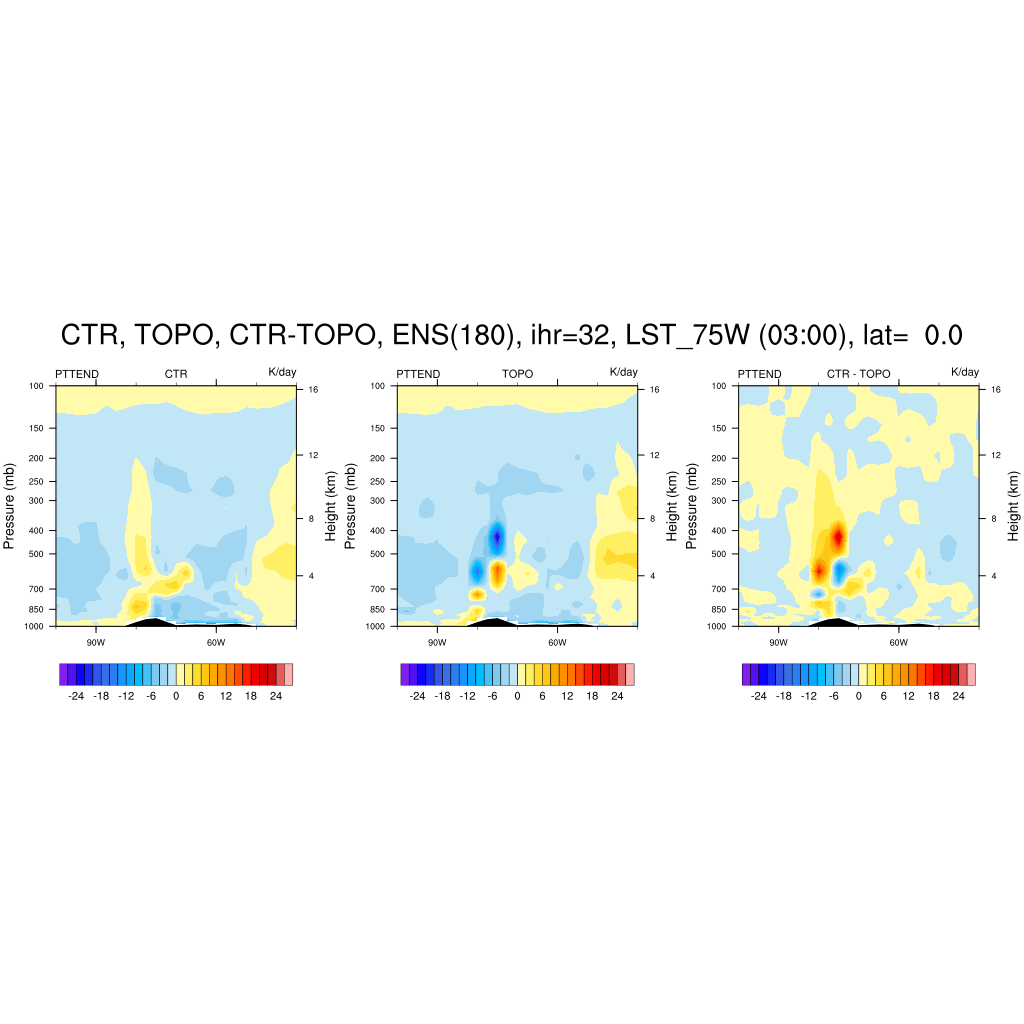 CTR, TOPO, CTR-TOPO, ENS(180), ihr=32, LST_75W (03:00), lat= 0.0
PTTEND CTR K/day
100
150
200
250
300
400
500
700
850
1000
Pressure (mb)
16
12
8
4
Height (km)
90W 60W
-24 -18 -12 -6 0 6 12 18 24
PTTEND TOPO K/day
100
150
200
250
300
400
500
700
850
1000
Pressure (mb)
16
12
8
4
Height (km)
90W 60W
-24 -18 -12 -6 0 6 12 18 24
PTTEND CTR - TOPO K/day
100
150
200
250
300
400
500
700
850
1000
Pressure (mb)
16
12
8
4
Height (km)
90W 60W
-24 -18 -12 -6 0 6 12 18 24